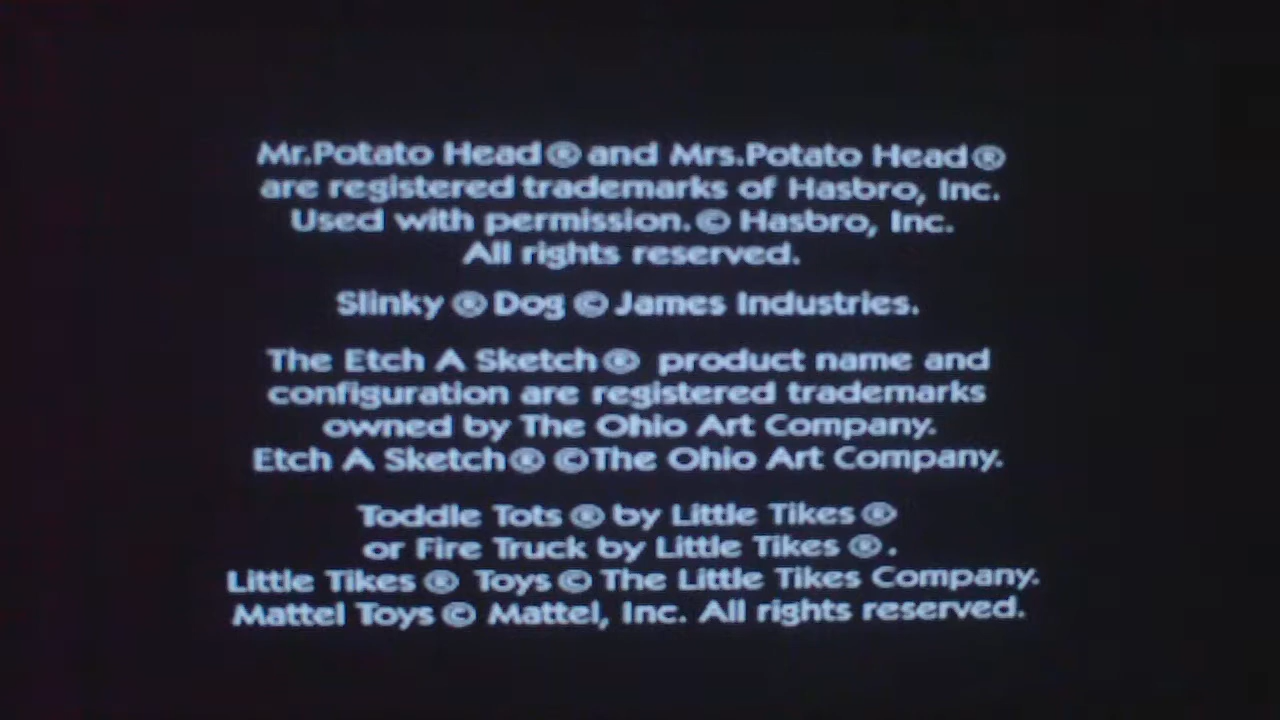 Mr.Potato Head® and Mrs.Potato Head®
are registered trademarks of Hasbro, Inc.
Used with permission. © Hasbro, Inc.
All rights reserved.
Slinky ® Dog © James Industries.
The Etch A Sketch® product name and
configuration are registered trademarks
owned by The Ohio Art Company.
Etch A Sketch® ©The Ohio Art Company.
Toddle Tots ® by Little Tikes ®
or Fire Truck by Little Tikes ®.
Little Tikes ® Toys © The Little Tikes Company.
Mattel Toys © Mattel, Inc. All rights reserved.